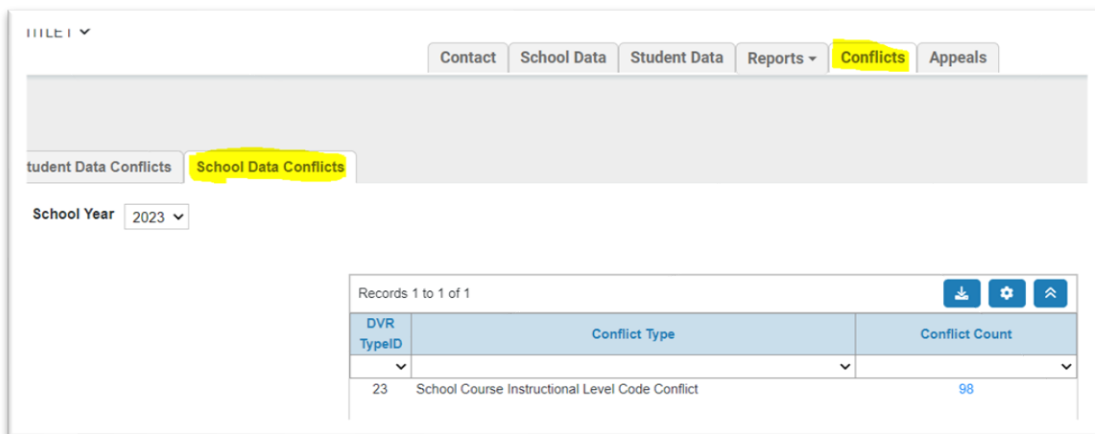 Contact School Data Student Data Reports Conflicts Appeals
tudent Data Conflicts School Data Conflicts
School Year 2023
Records 1 to 1 of 1
DVR TypeID Conflict Type Conflict Count
23 School Course Instructional Level Code Conflict 98